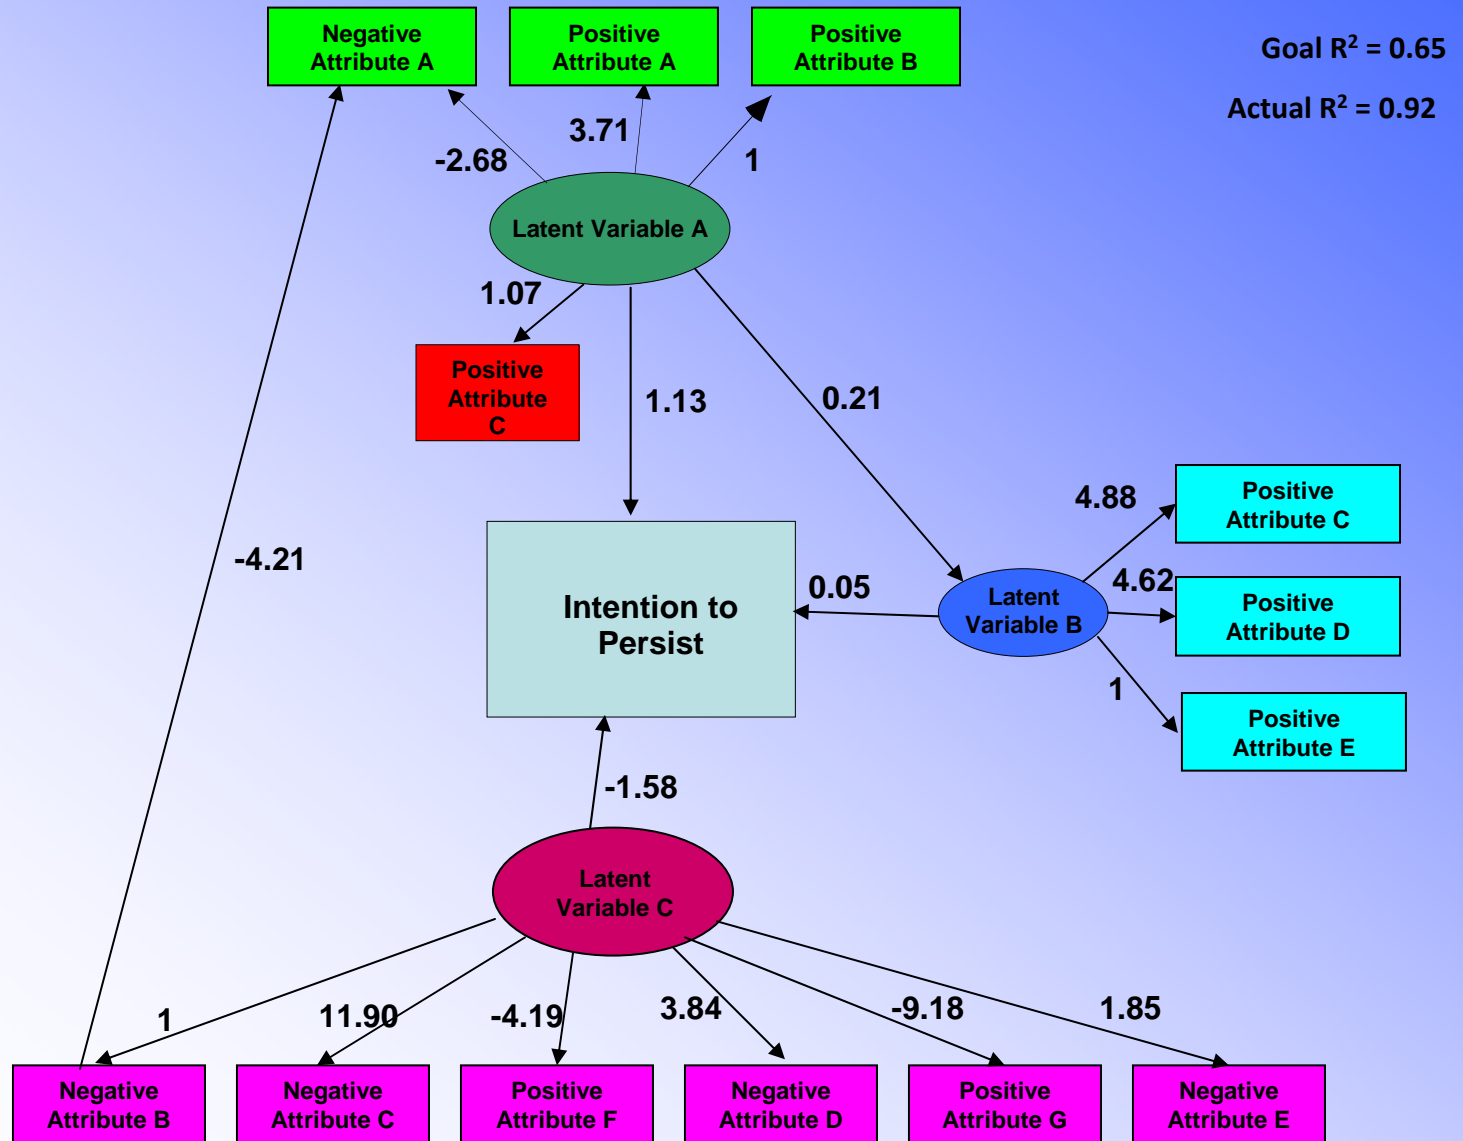 Negative
Attribute A
Positive
Attribute A
Positive
Attribute B
Goal R² = 0.65
Actual R² = 0.92
-2.68
3.71
1
Latent Variable A
1.07
Positive
Attribute
C
1.13
0.21
-4.21
4.88
Positive
Attribute C
4.62
Positive
Attribute D
1
Positive
Attribute E
Intention to
Persist
0.05
Latent
Variable B
-1.58
Latent
Variable C
1
11.90
-4.19
3.84
-9.18
1.85
Negative
Attribute B
Negative
Attribute C
Positive
Attribute F
Negative
Attribute D
Positive
Attribute G
Negative
Attribute E